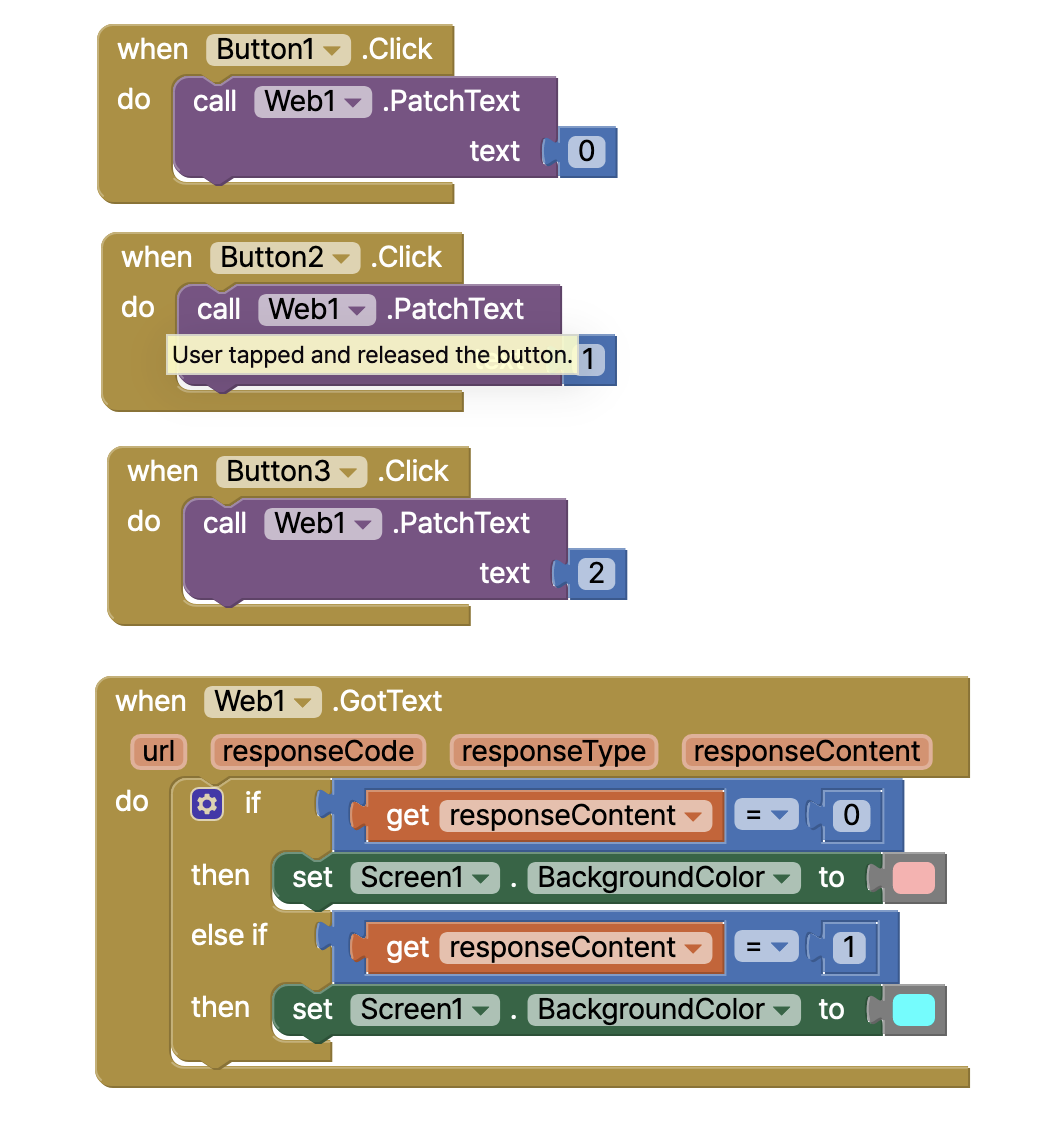 when Button1 .Click
do call Web1 .PatchText
text 0
when Button2 .Click
do call Web1 .PatchText
User tapped and released the button. 1
when Button3 .Click
do call Web1 .PatchText
text 2
when Web1 .GotText
url responseCode responseType responseContent
do if get responseContent = 0
then set Screen1 . BackgroundColor to
else if get responseContent = 1
then set Screen1 . BackgroundColor to